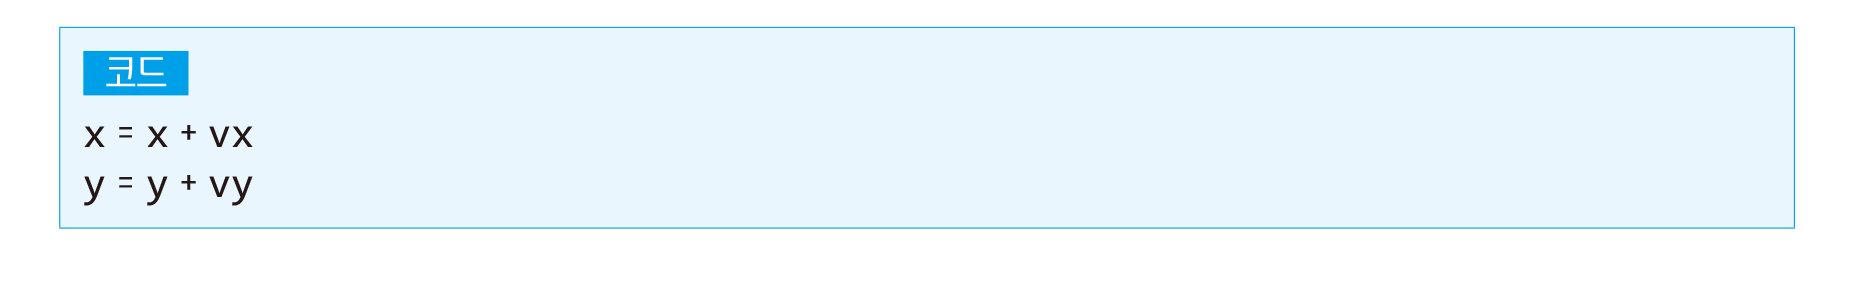 코드
x = x + vx
y = y + vy